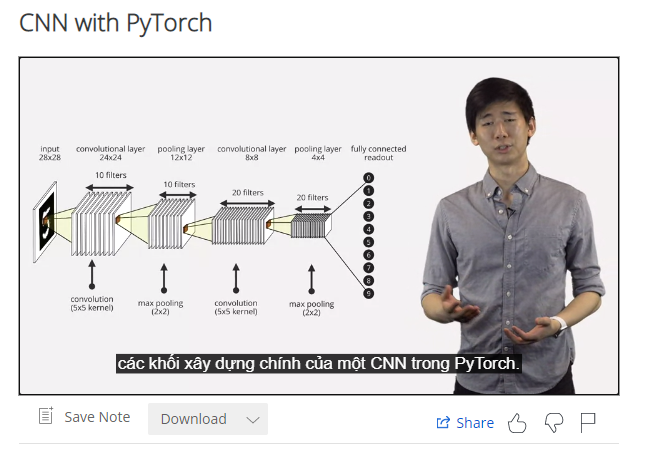 CNN with PyTorch
input
28x28
convolutional layer
24x24
pooling layer
12x12
convolutional layer
8x8
pooling layer
4x4
fully connected
readout
10 filters
10 filters
20 filters
20 filters
0
1
2
3
4
5
6
7
8
9
convolution
(5x5 kernel)
max pooling
(2x2)
convolution
(5x5 kernel)
max pooling
(2x2)
các khối xây dựng chính của một CNN trong PyTorch.
Save Note
Download
Share